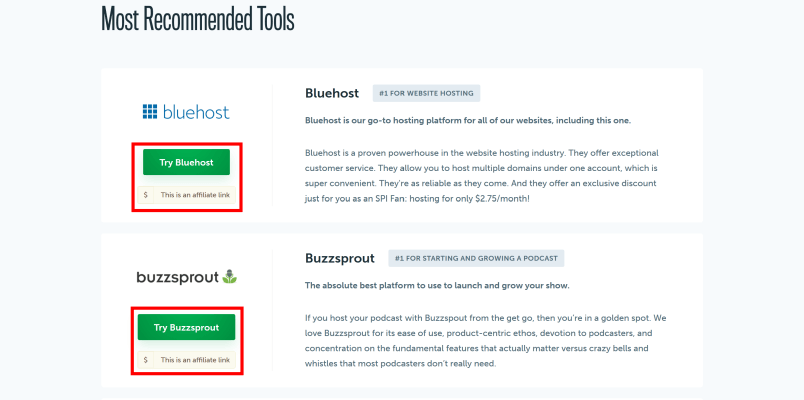 Most Recommended Tools
bluehost
Try Bluehost
$ This is an affiliate link
Bluehost #1 FOR WEBSITE HOSTING
Bluehost is our go-to hosting platform for all of our websites, including this one.
Bluehost is a proven powerhouse in the website hosting industry. They offer exceptional
customer service. They allow you to host multiple domains under one account, which is
super convenient. They're as reliable as they come. And they offer an exclusive discount
just for you as an SPI Fan: hosting for only $2.75/month!
buzzsprout
Try Buzzsprout
$ This is an affiliate link
Buzzsprout #1 FOR STARTING AND GROWING A PODCAST
The absolute best platform to use to launch and grow your show.
If you host your podcast with Buzzsprout from the get go, then you're in a golden spot. We
love Buzzsprout for its ease of use, product-centric ethos, devotion to podcasters, and
concentration on the fundamental features that actually matter versus crazy bells and
whistles that most podcasters don't really need.